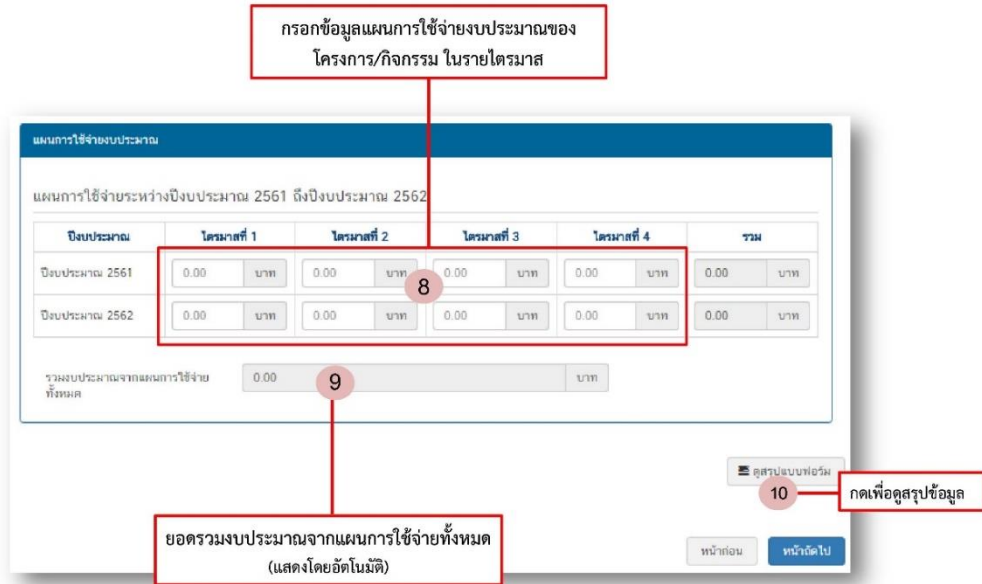 กรอกข้อมูลแผนการใช้จ่ายงบประมาณของ
โครงการ/กิจกรรม ในรายไตรมาส
แผนการใช้จ่ายงบประมาณ
แผนการใช้จ่ายระหว่างปีงบประมาณ 2561 ถึงปีงบประมาณ 2562
ปีงบประมาณ ไตรมาสที่ 1 ไตรมาสที่ 2 ไตรมาสที่ 3 ไตรมาสที่ 4 รวม
ปีงบประมาณ 2561 0.00 บาท 0.00 บาท 0.00 บาท 0.00 บาท 0.00 บาท
8
ปีงบประมาณ 2562 0.00 บาท 0.00 บาท 0.00 บาท 0.00 บาท 0.00 บาท
รวมงบประมาณจากแผนการใช้จ่าย 0.00 9 บาท
ทั้งหมด
ดูสรุปแบบฟอร์ม
10 กดเพื่อดูสรุปข้อมูล
ยอดรวมงบประมาณจากแผนการใช้จ่ายทั้งหมด
(แสดงโดยอัตโนมัติ)
หน้าก่อน หน้าถัดไป